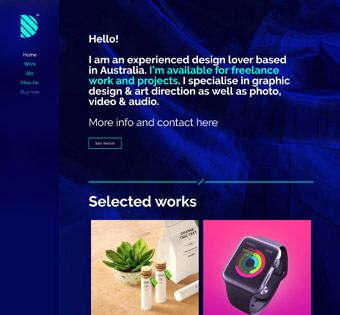 Home
Work
Bio
Hire me
Buy now
Hello!
I am an experienced design lover based
in Australia. I'm available for freelance
work and projects. I specialise in graphic
design & art direction as well as photo,
video & audio.
More info and contact here
Say hello!
Selected works